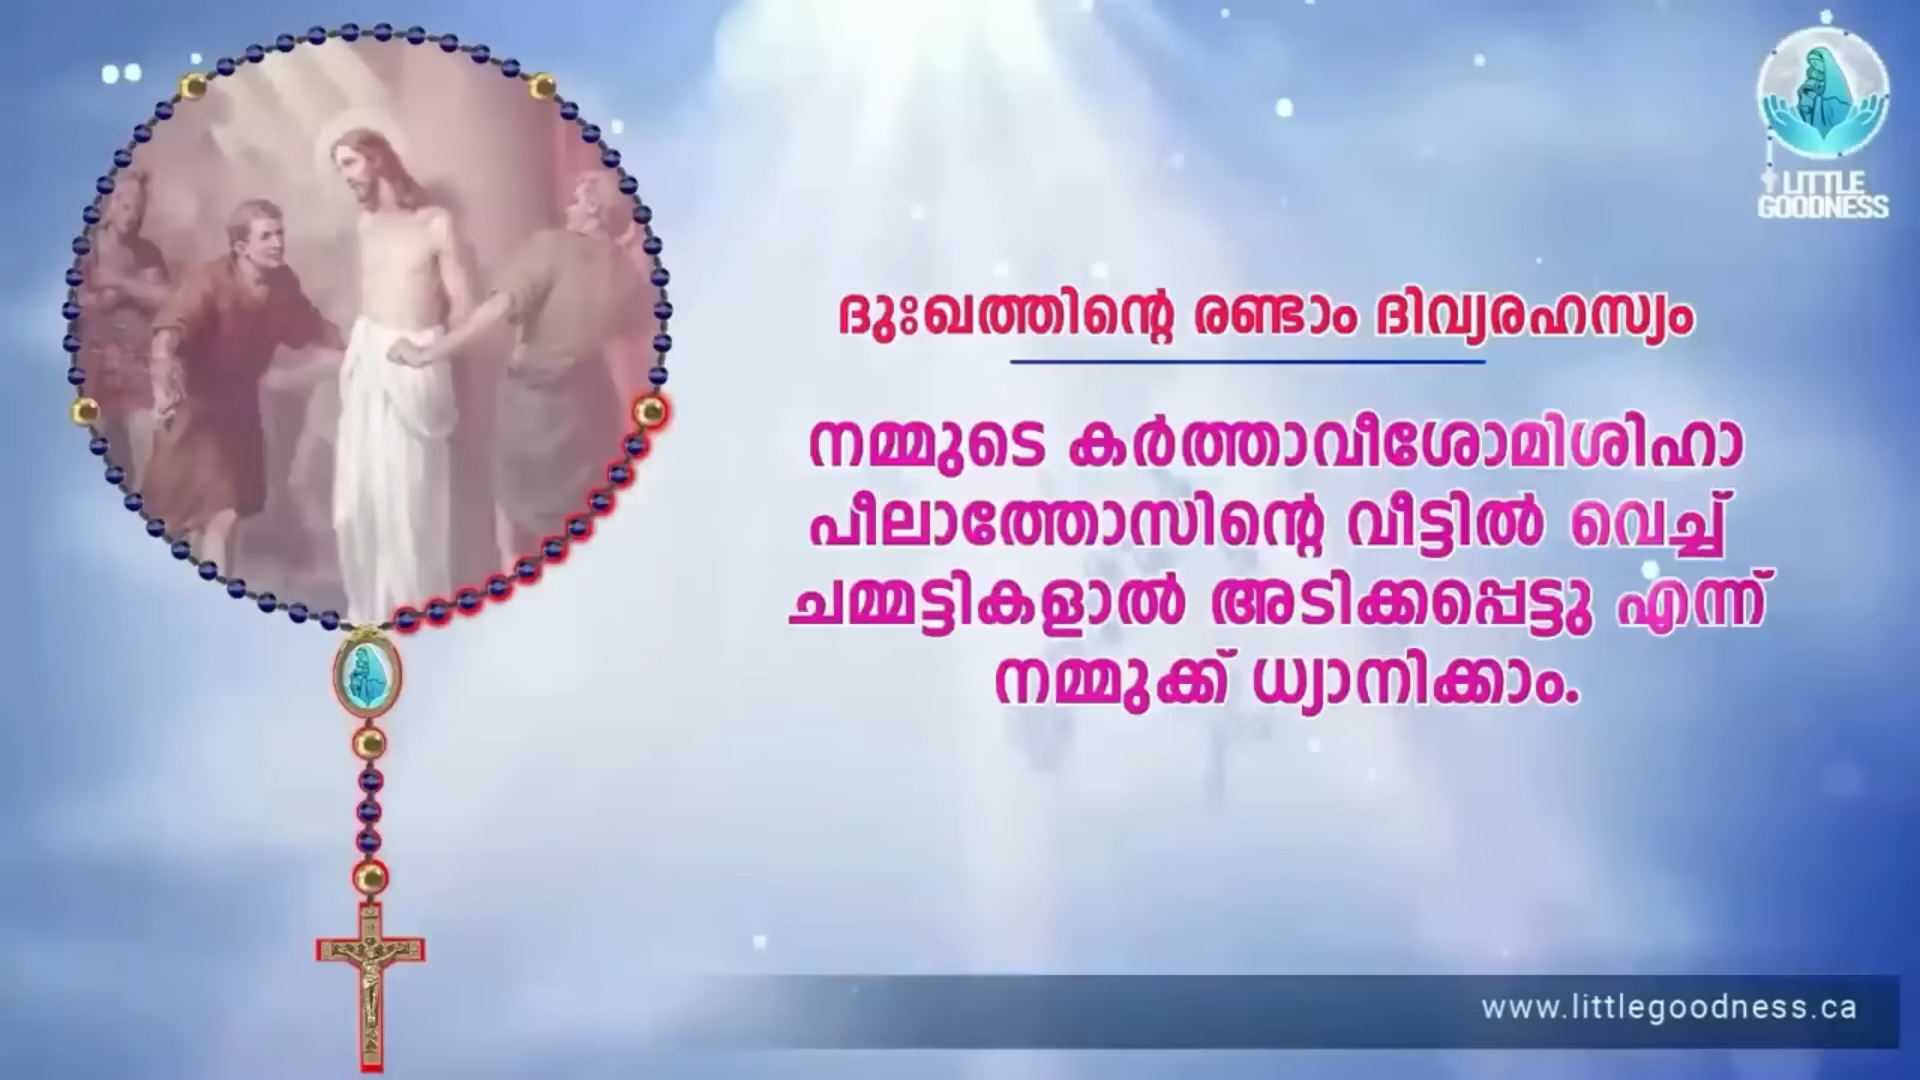 LITTLE
GOODNESS
ദുഃഖത്തിന്റെ രണ്ടാം ദിവ്യരഹസ്യം
നമ്മുടെ കർത്താവീശോമിശിഹാ
പീലാത്തോസിന്റെ വീട്ടിൽ വെച്ച്
ചമ്മട്ടികളാൽ അടിക്കപ്പെട്ടു എന്ന്
നമ്മുക്ക് ധ്യാനിക്കാം.
www.littlegoodness.ca